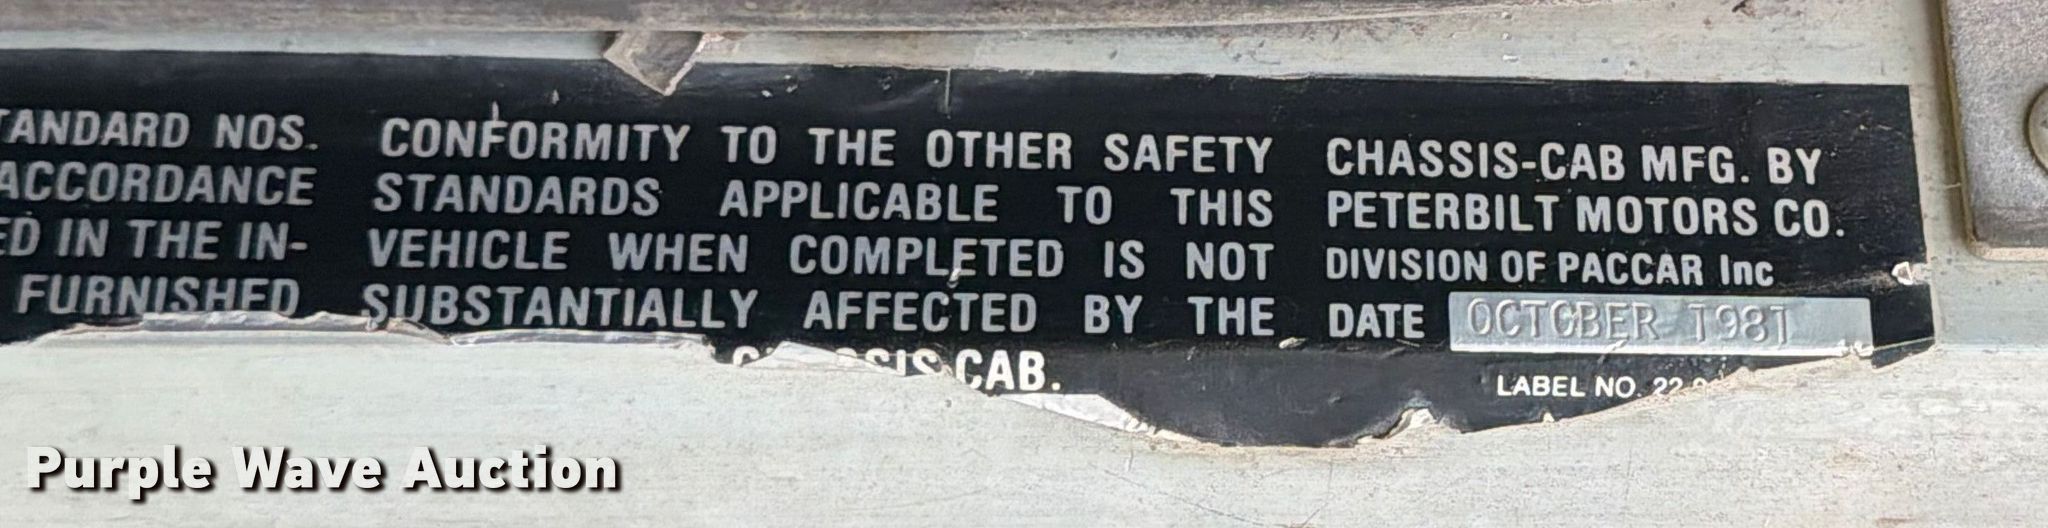 TANDARD NOS.
ACCORDANCE
ED IN THE IN-
FURNISHED
CONFORMITY TO THE OTHER SAFETY
STANDARDS APPLICABLE TO THIS
VEHICLE WHEN COMPLETED IS NOT
SUBSTANTIALLY AFFECTED BY THE
CAB.
CHASSIS-CAB MFG. BY
PETERBILT MOTORS CO.
DIVISION OF PACCAR Inc
DATE OCTOBER 1981
LABEL NO. 22
Purple Wave Auction